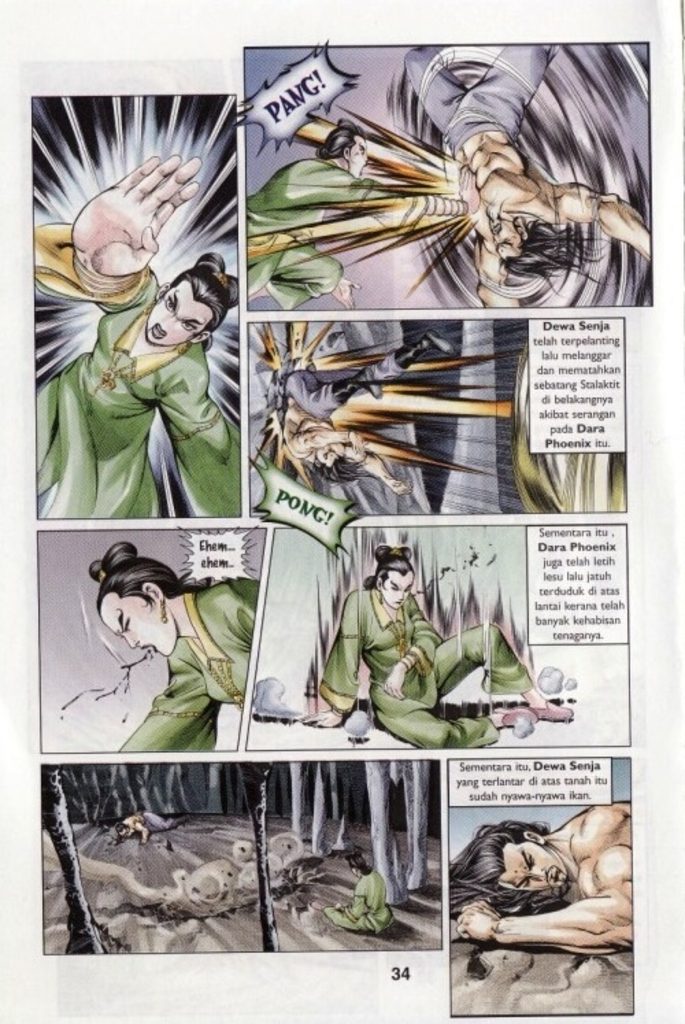 PANG!
Dewa Senja
telah terpelanting
lalu melanggar
dan mematahkan
sebatang Stalaktit
di belakangnya
akibat serangan
pada Dara
Phoenix itu.
PONG!
Ehem...
ehem..
Sementara itu ,
Dara Phoenix
juga telah letih
lesu lalu jatuh
terduduk di atas
lantai kerana telah
banyak kehabisan
tenaganya.
Sementara itu, Dewa Senja
yang terlantar di atas tanah itu
sudah nyawa-nyawa ikan.
34